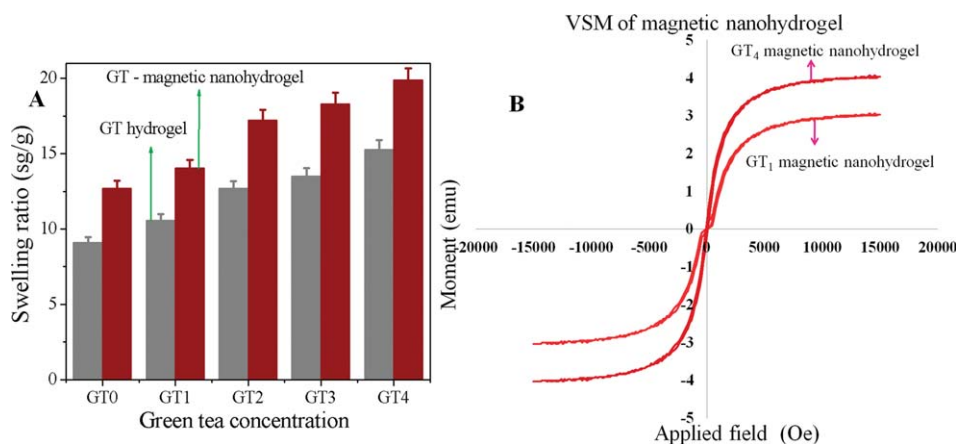 A
GT - magnetic nanohydrogel
GT hydrogel
Swelling ratio (sg/g)
20
15
10
5
0
GT0 GT1 GT2 GT3 GT4
Green tea concentration
VSM of magnetic nanohydrogel
B
GT4 magnetic nanohydrogel
GT1 magnetic nanohydrogel
Moment (emu)
5
4
3
2
1
0
-1
-2
-3
-4
-5
-20000 -15000 -10000 -5000 0 5000 10000 15000 20000
Applied field (Oe)